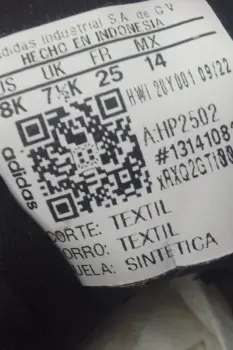 adidas Industrial S.A. de C.V
HECHO EN INDONESIA
US UK FR MX
8K 7½K 25 14
HWI 20Y001 09/22
A:HP2502
#1314108
adidas
CORTE: TEXTIL
FORRO: TEXTIL
SUELA: SINTETICA